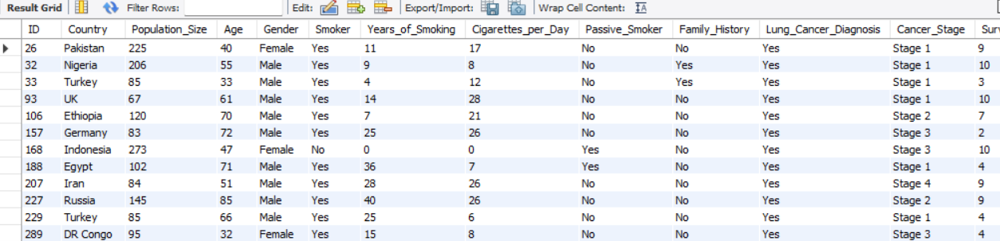 Result Grid Filter Rows: Edit: Export/Import: Wrap Cell Content: IA
ID Country Population_Size Age Gender Smoker Years_of_Smoking Cigarettes_per_Day Passive_Smoker Family_History Lung_Cancer_Diagnosis Cancer_Stage Surv
26 Pakistan 225 40 Female Yes 11 17 No No Yes Stage 1 9
32 Nigeria 206 55 Male Yes 9 8 No Yes Yes Stage 1 10
33 Turkey 85 33 Male Yes 4 12 No Yes Yes Stage 1 3
93 UK 67 61 Male Yes 14 28 No No Yes Stage 1 10
106 Ethiopia 120 70 Male Yes 7 21 No No Yes Stage 2 7
157 Germany 83 72 Male Yes 25 26 No No Yes Stage 3 2
168 Indonesia 273 47 Female No 0 0 Yes No Yes Stage 3 10
188 Egypt 102 71 Male Yes 36 7 Yes No Yes Stage 1 4
207 Iran 84 51 Male Yes 28 26 No No Yes Stage 4 9
227 Russia 145 85 Male Yes 40 26 No No Yes Stage 2 9
229 Turkey 85 66 Male Yes 25 6 No No Yes Stage 1 4
289 DR Congo 95 32 Female Yes 15 8 No No Yes Stage 3 4